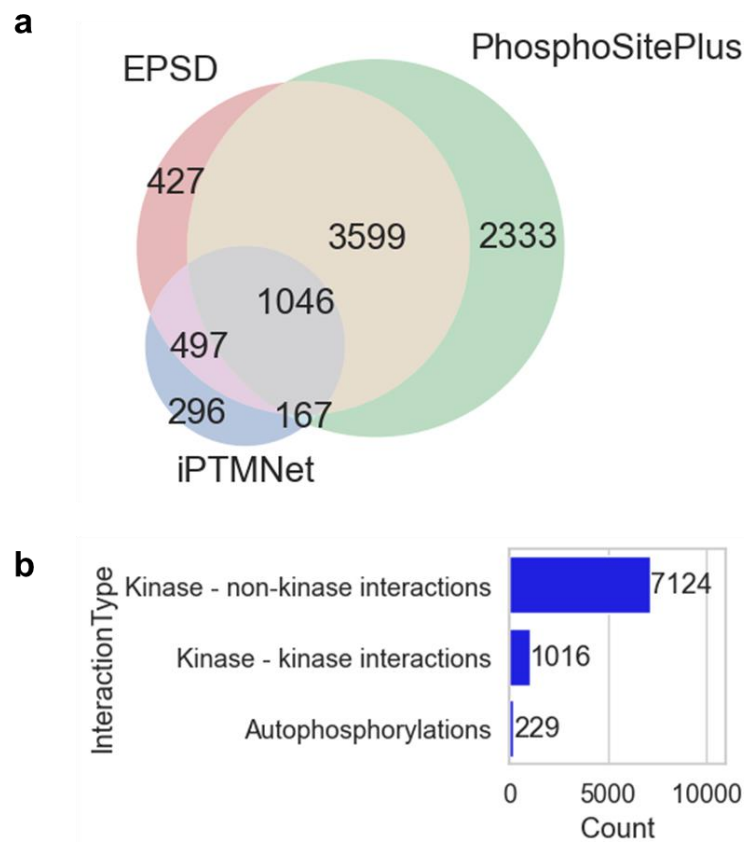 a
EPSD
PhosphoSitePlus
427
3599
2333
1046
497
296
167
iPTMNet
b
InteractionType
Kinase - non-kinase interactions
7124
Kinase - kinase interactions
1016
Autophosphorylations
229
0 5000 10000
Count